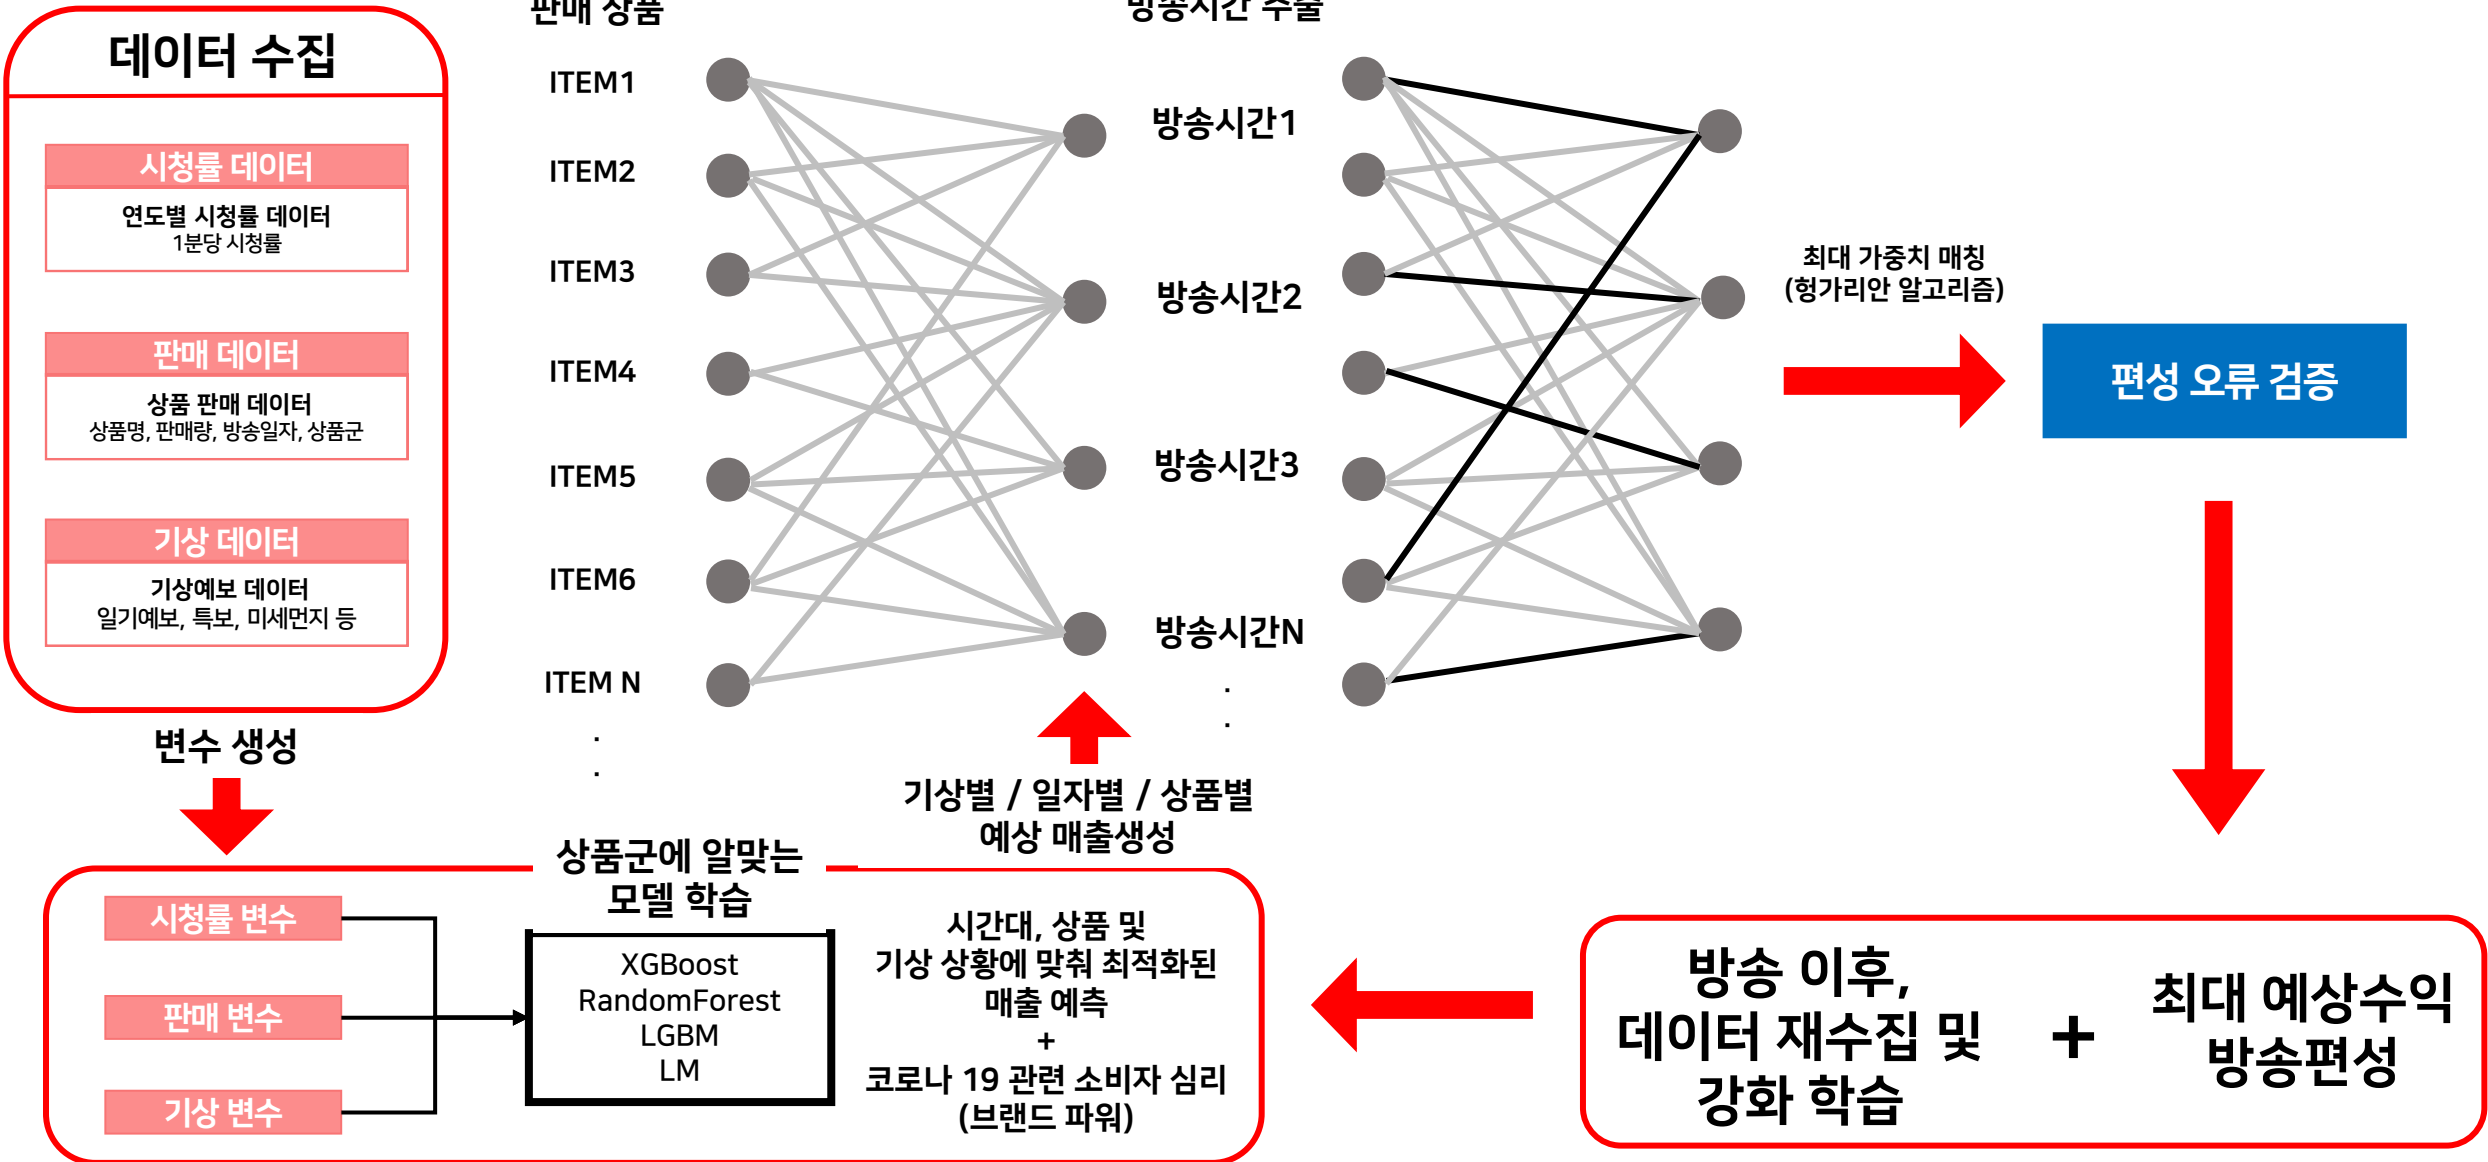 데이터 수집
시청률 데이터
연도별 시청률 데이터
1분당 시청률
판매 데이터
상품 판매 데이터
상품명, 판매량, 방송일자, 상품군
기상 데이터
기상예보 데이터
일기예보, 특보, 미세먼지 등
변수 생성
판매 상품
ITEM1
ITEM2
ITEM3
ITEM4
ITEM5
ITEM6
ITEM N
.
.
방송시간 추출
방송시간1
방송시간2
방송시간3
방송시간N
.
.
최대 가중치 매칭
(헝가리안 알고리즘)
편성 오류 검증
기상별 / 일자별 / 상품별
예상 매출생성
상품군에 알맞는
모델 학습
시청률 변수
판매 변수
기상 변수
XGBoost
RandomForest
LGBM
LM
시간대, 상품 및
기상 상황에 맞춰 최적화된
매출 예측
+
코로나 19 관련 소비자 심리
(브랜드 파워)
방송 이후,
데이터 재수집 및
강화 학습
+
최대 예상수익
방송편성